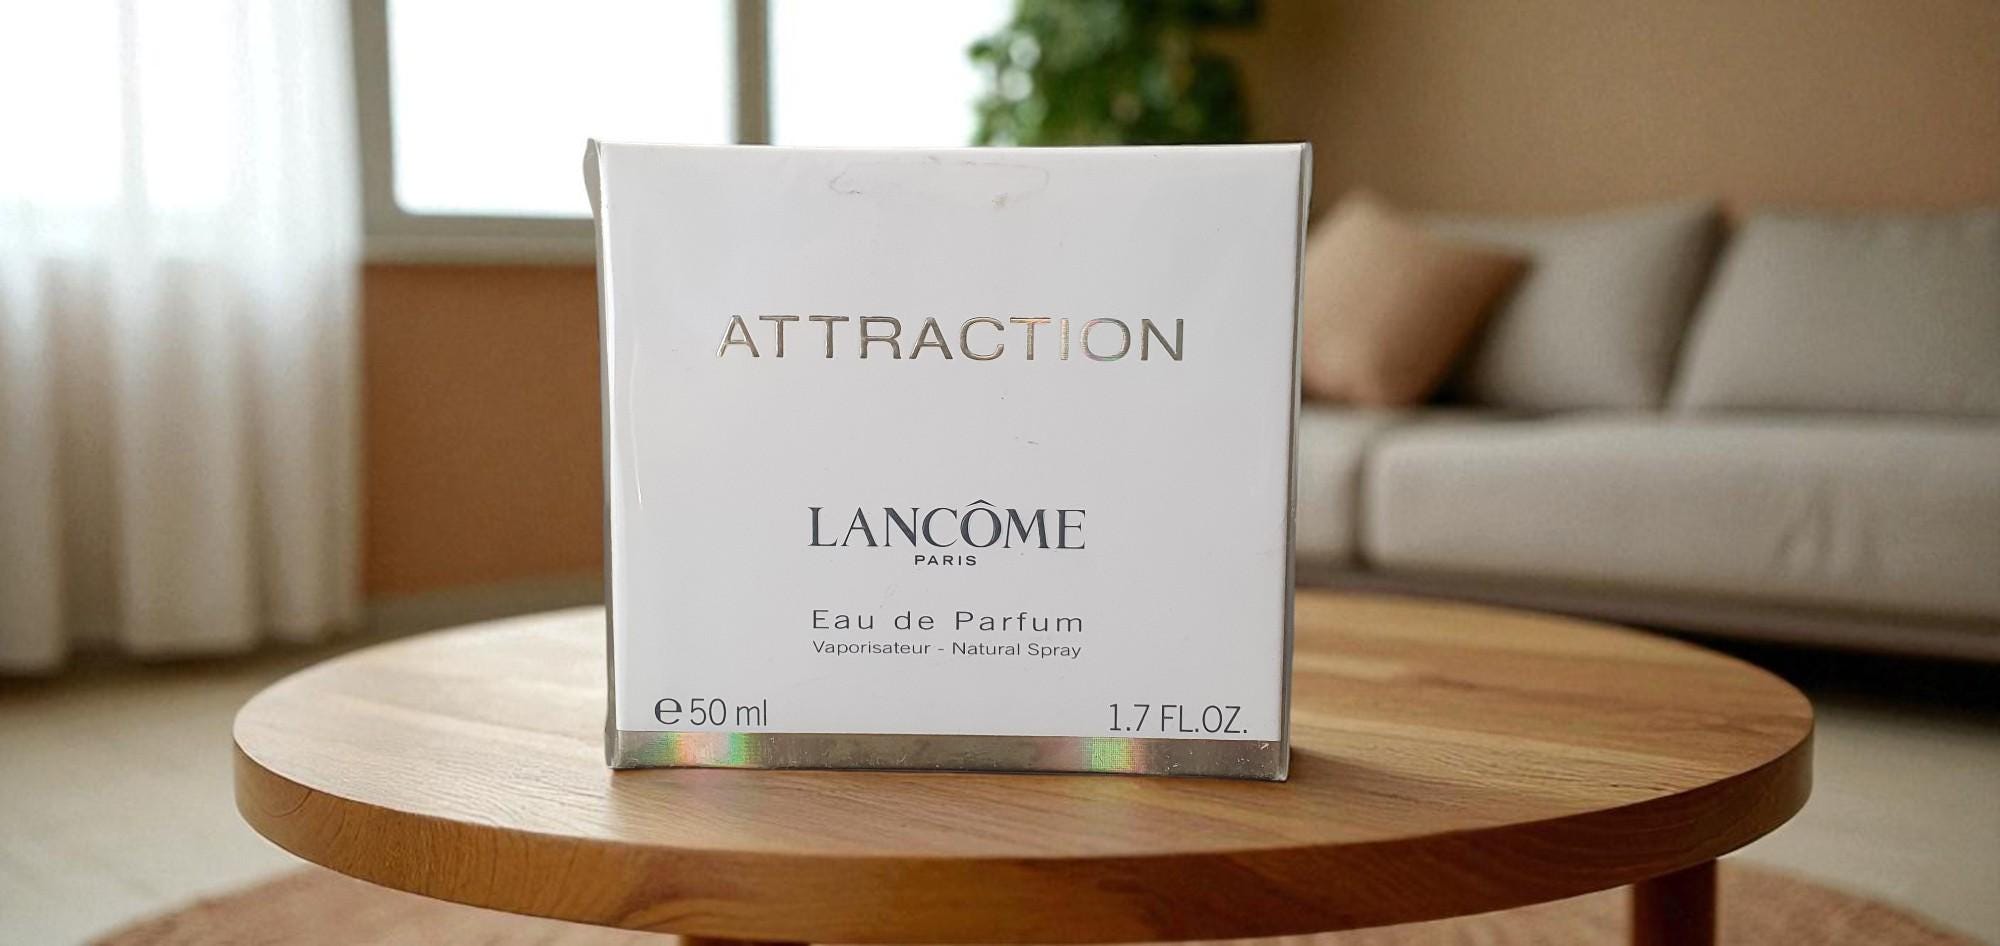 ATTRACTION
LANCÔME
PARIS
Eau de Parfum
Vaporisateur - Natural Spray
℮ 50 ml 1.7 FL.OZ.